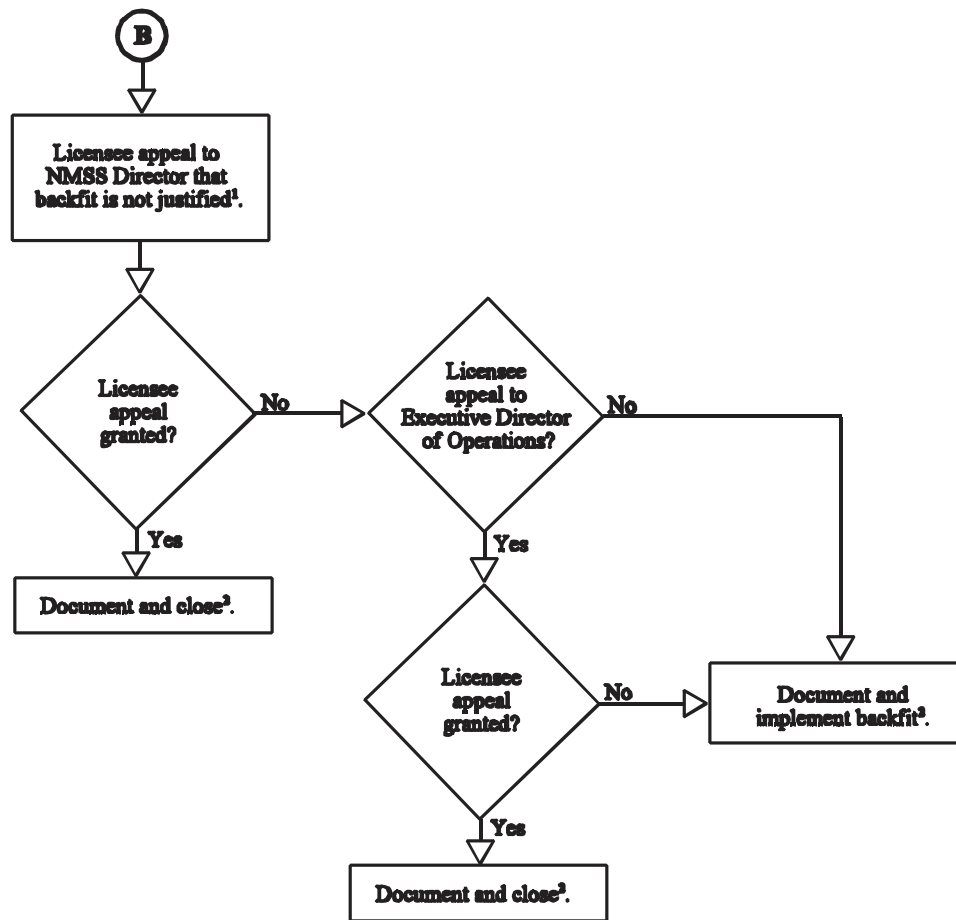 B
Licensee appeal to
NMSS Director that
backfit is not justified¹.
Licensee
appeal
granted?
No
Licensee
appeal to
Executive Director
of Operations?
No
Yes
Document and close².
Yes
Licensee
appeal
granted?
No
Document and
implement backfit².
Yes
Document and close².